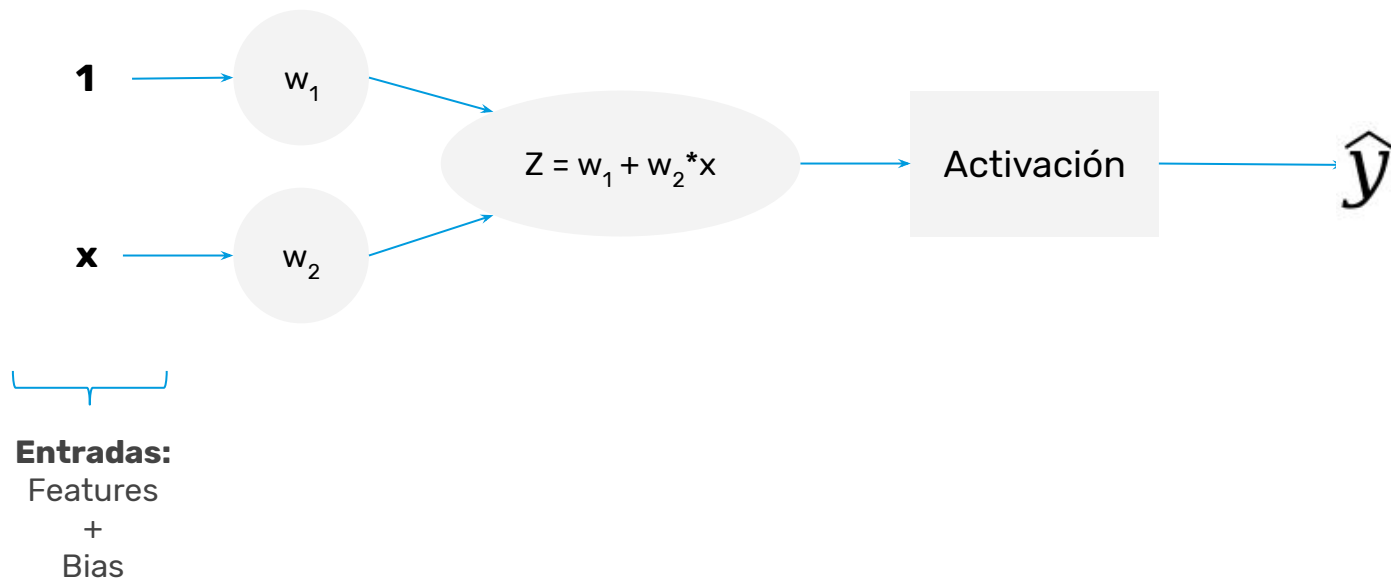 1
w₁
Z = w₁ + w₂*x
Activación
ŷ
x
w₂
Entradas:
Features
+
Bias